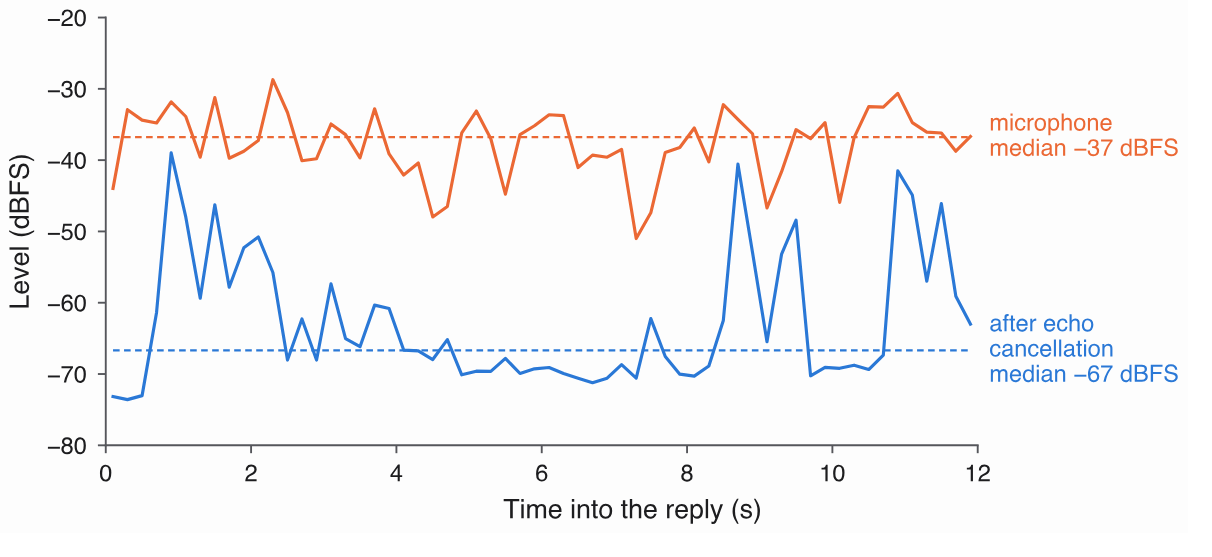 −20
−30
−40
−50
−60
−70
−80
Level (dBFS)
microphone
median −37 dBFS
after echo
cancellation
median −67 dBFS
0 2 4 6 8 10 12
Time into the reply (s)